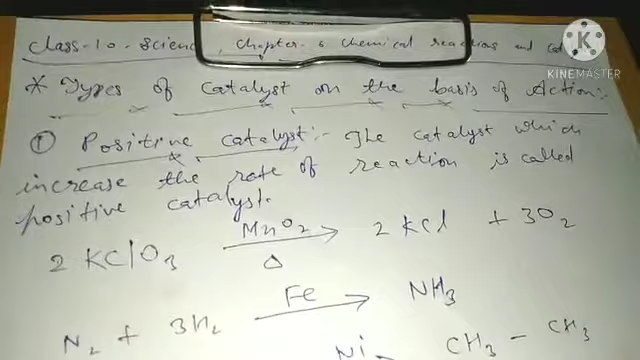 Class-10-Science, Chapter-5 Chemical reactions and
* Types of Catalyst on the basis of Action:-
① Positive Catalyst:- The catalyst which
increase the rate of reaction is called
positive catalyst.
2 KClO3 MnO2 Δ → 2 KCl + 3O2
N2 + 3H2 Fe → NH3
Ni CH3 - CH3
K
KINEMASTER